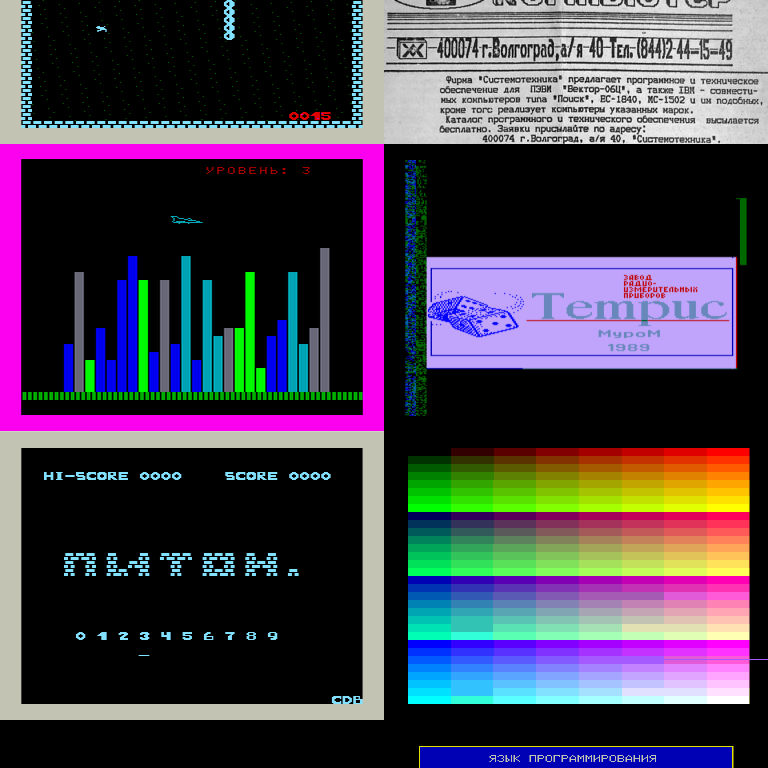 0015
КОМПЬЮТЕР
400074 г.Волгоград,а/я 40 Тел. (844)2-44-15-49
Фирма "Системотехника" предлагает програмное и техническое
обеспечение для ПЭВМ "Вектор-06Ц", а также IBM - совмести-
мых компьютеров типа "Поиск", ЕС-1840, МС-1502 и им подобных,
кроме того реализует компьютеры указанных марок.
Каталог програмного и технического обеспечения высылается
бесплатно. Заявки присылайте по адресу:
400074 г.Волгоград, а/я 40, "Системотехника".
УРОВЕНЬ: 3
ЗАВОД
РАДИО-
ИЗМЕРИТЕЛЬНЫХ
ПРИБОРОВ
Тетрис
МуроМ
1989
HI-SCORE 0000 SCORE 0000
ПИТОН.
0 1 2 3 4 5 6 7 8 9
ЯЗЫК ПРОГРАММИРОВАНИЯ